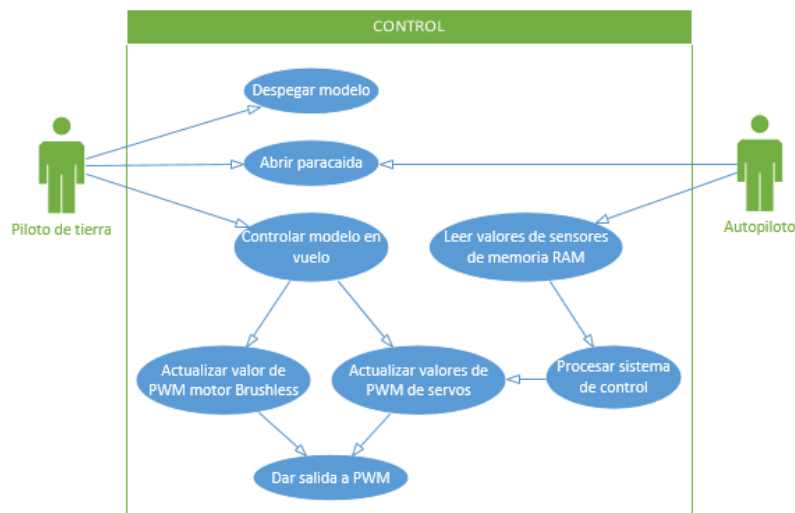 CONTROL
Despegar modelo
Abrir paracaida
Piloto de tierra
Autopiloto
Controlar modelo en
vuelo
Leer valores de sensores
de memoria RAM
Actualizar valor de
PWM motor Brushless
Actualizar valores de
PWM de servos
Procesar sistema
de control
Dar salida a PWM